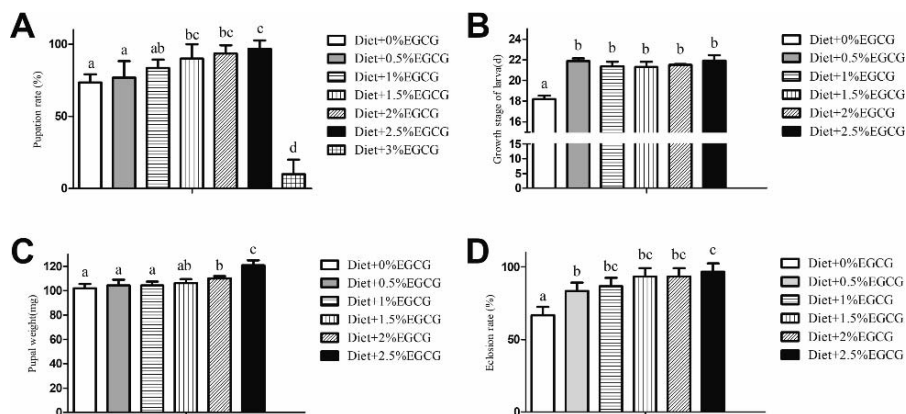 A
Pupation rate (%)
100
50
0
a a ab bc bc c d
Diet+0%EGCG
Diet+0.5%EGCG
Diet+1%EGCG
Diet+1.5%EGCG
Diet+2%EGCG
Diet+2.5%EGCG
Diet+3%EGCG
B
Growth stage of larva(d)
22
20
18
16
14
12
15
10
5
0
a b b b b b
Diet+0%EGCG
Diet+0.5%EGCG
Diet+1%EGCG
Diet+1.5%EGCG
Diet+2%EGCG
Diet+2.5%EGCG
C
Pupal weight(mg)
120
100
80
60
40
20
0
a a a ab b c
Diet+0%EGCG
Diet+0.5%EGCG
Diet+1%EGCG
Diet+1.5%EGCG
Diet+2%EGCG
Diet+2.5%EGCG
D
Eclosion rate (%)
100
50
0
a b bc bc bc c
Diet+0%EGCG
Diet+0.5%EGCG
Diet+1%EGCG
Diet+1.5%EGCG
Diet+2%EGCG
Diet+2.5%EGCG